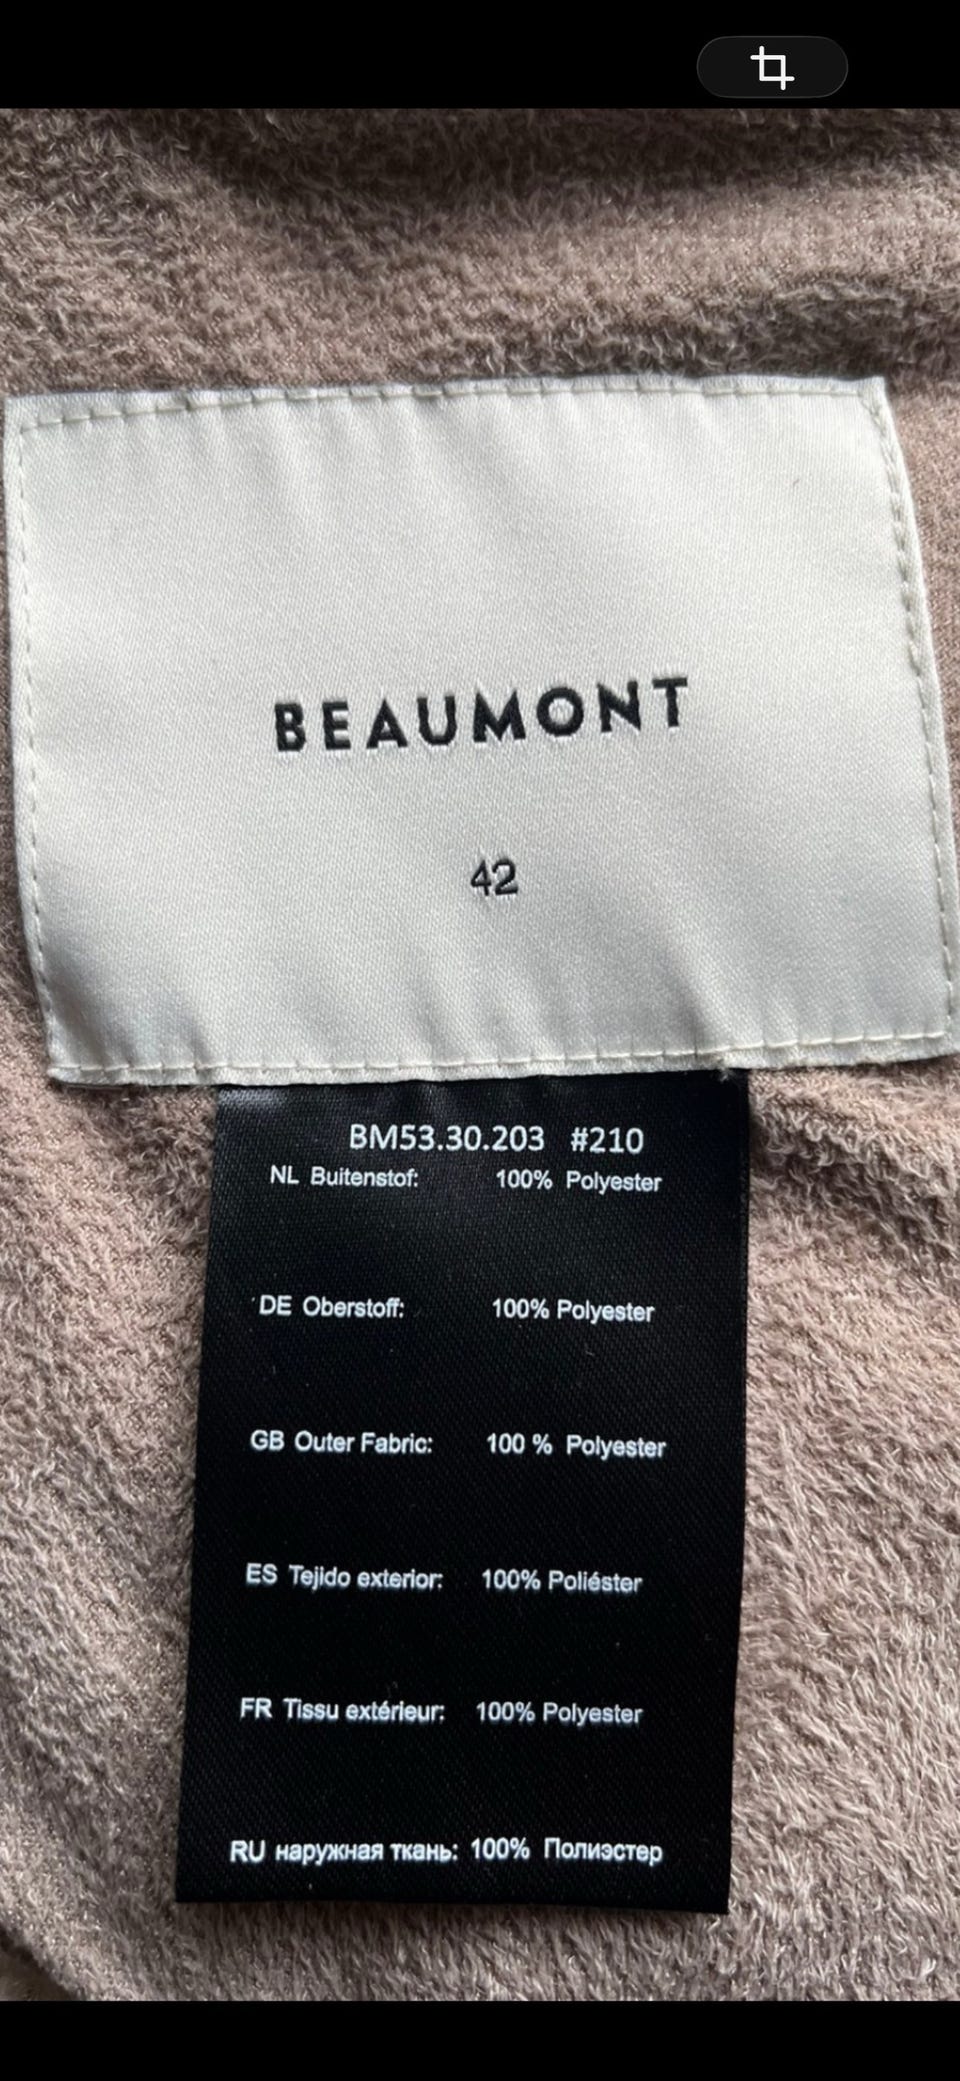 BEAUMONT
42
BM53.30.203 #210
NL Buitenstof: 100% Polyester
DE Oberstoff: 100% Polyester
GB Outer Fabric: 100 % Polyester
ES Tejido exterior: 100% Poliéster
FR Tissu extérieur: 100% Polyester
RU наружная ткань: 100% Полиэстер